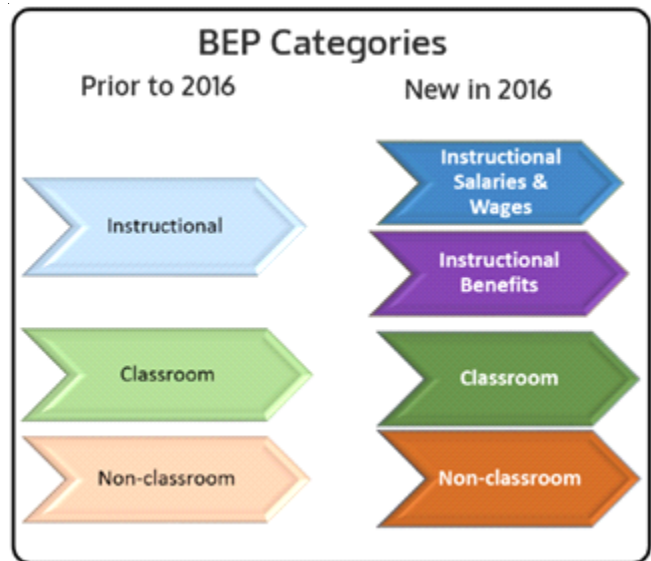 BEP Categories
Prior to 2016
New in 2016
Instructional
Classroom
Non-classroom
Instructional
Salaries &
Wages
Instructional
Benefits
Classroom
Non-classroom